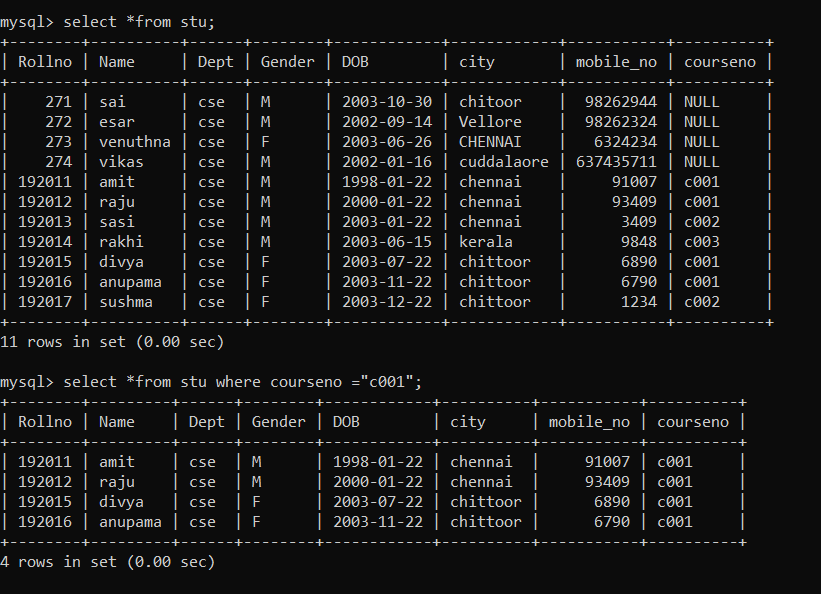 mysql> select *from stu;
+--------+----------+------+--------+------------+-----------+-----------+----------+
| Rollno | Name     | Dept | Gender | DOB        | city      | mobile_no | courseno |
+--------+----------+------+--------+------------+-----------+-----------+----------+
|    271 | sai      | cse  | M      | 2003-10-30 | chitoor   |  98262944 | NULL     |
|    272 | esar     | cse  | M      | 2002-09-14 | Vellore   |  98262324 | NULL     |
|    273 | venuthna | cse  | F      | 2003-06-26 | CHENNAI   |   6324234 | NULL     |
|    274 | vikas    | cse  | M      | 2002-01-16 | cuddalaore | 637435711 | NULL     |
| 192011 | amit     | cse  | M      | 1998-01-22 | chennai   |     91007 | c001     |
| 192012 | raju     | cse  | M      | 2000-01-22 | chennai   |     93409 | c001     |
| 192013 | sasi     | cse  | M      | 2003-01-22 | chennai   |      3409 | c002     |
| 192014 | rakhi    | cse  | M      | 2003-06-15 | kerala    |      9848 | c003     |
| 192015 | divya    | cse  | F      | 2003-07-22 | chittoor  |      6890 | c001     |
| 192016 | anupama  | cse  | F      | 2003-11-22 | chittoor  |      6790 | c001     |
| 192017 | sushma   | cse  | F      | 2003-12-22 | chittoor  |      1234 | c002     |
+--------+----------+------+--------+------------+-----------+-----------+----------+
11 rows in set (0.00 sec)
mysql> select *from stu where courseno ="c001";
+--------+---------+------+--------+------------+----------+-----------+----------+
| Rollno | Name    | Dept | Gender | DOB        | city     | mobile_no | courseno |
+--------+---------+------+--------+------------+----------+-----------+----------+
| 192011 | amit    | cse  | M      | 1998-01-22 | chennai  |     91007 | c001     |
| 192012 | raju    | cse  | M      | 2000-01-22 | chennai  |     93409 | c001     |
| 192015 | divya   | cse  | F      | 2003-07-22 | chittoor |      6890 | c001     |
| 192016 | anupama | cse  | F      | 2003-11-22 | chittoor |      6790 | c001     |
+--------+---------+------+--------+------------+----------+-----------+----------+
4 rows in set (0.00 sec)